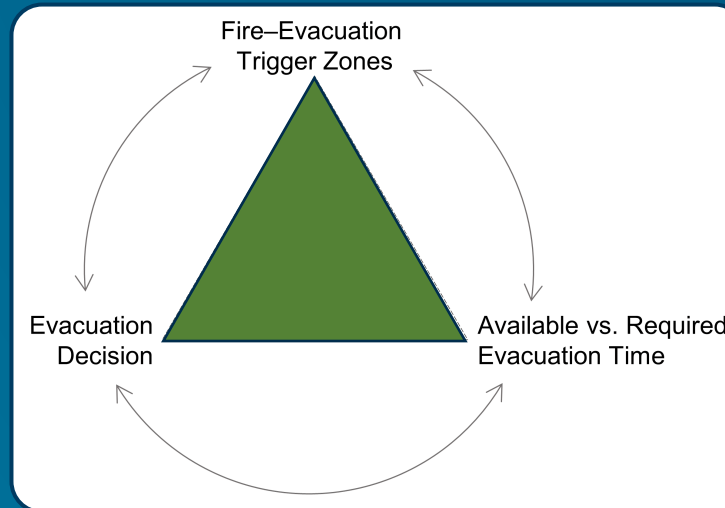 Fire–Evacuation
Trigger Zones
Evacuation
Decision
Available vs. Required
Evacuation Time